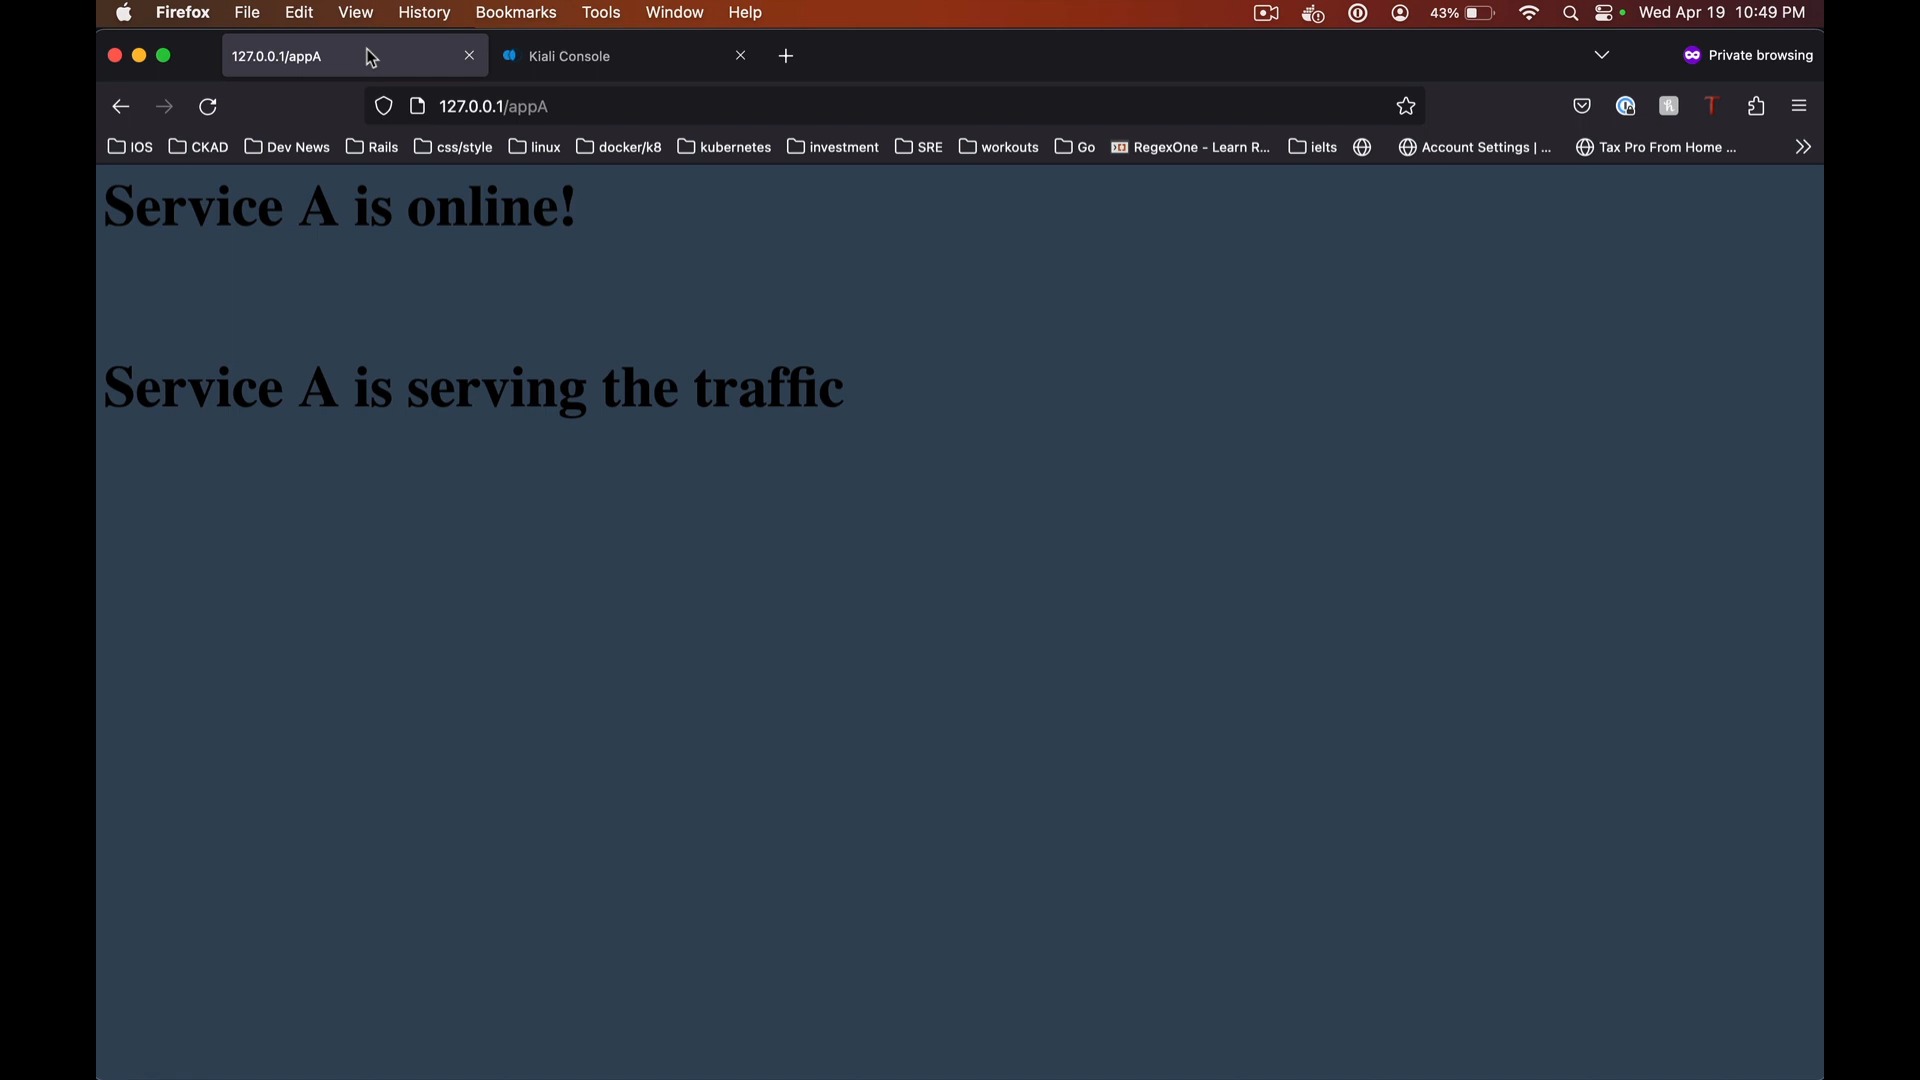 Firefox File Edit View History Bookmarks Tools Window Help 43% Wed Apr 19 10:49 PM
127.0.0.1/appA Kiali Console Private browsing
127.0.0.1/appA
IOS CKAD Dev News Rails css/style linux docker/k8 kubernetes investment SRE workouts Go RegexOne - Learn R... ielts Account Settings | ... Tax Pro From Home ...
Service A is online!
Service A is serving the traffic